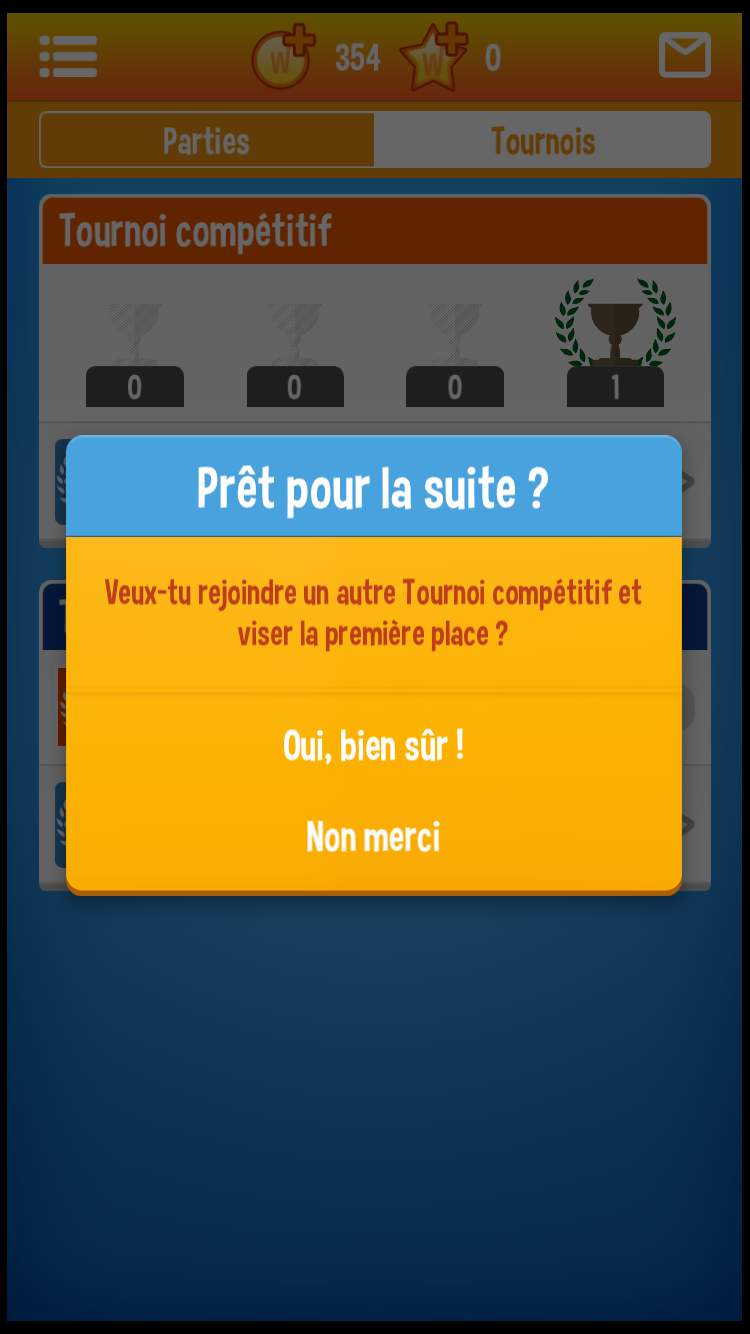 W 354 W 0
Parties Tournois
Tournoi compétitif
0 0 0 1
Prêt pour la suite ?
Veux-tu rejoindre un autre Tournoi compétitif et
viser la première place ?
Oui, bien sûr !
Non merci